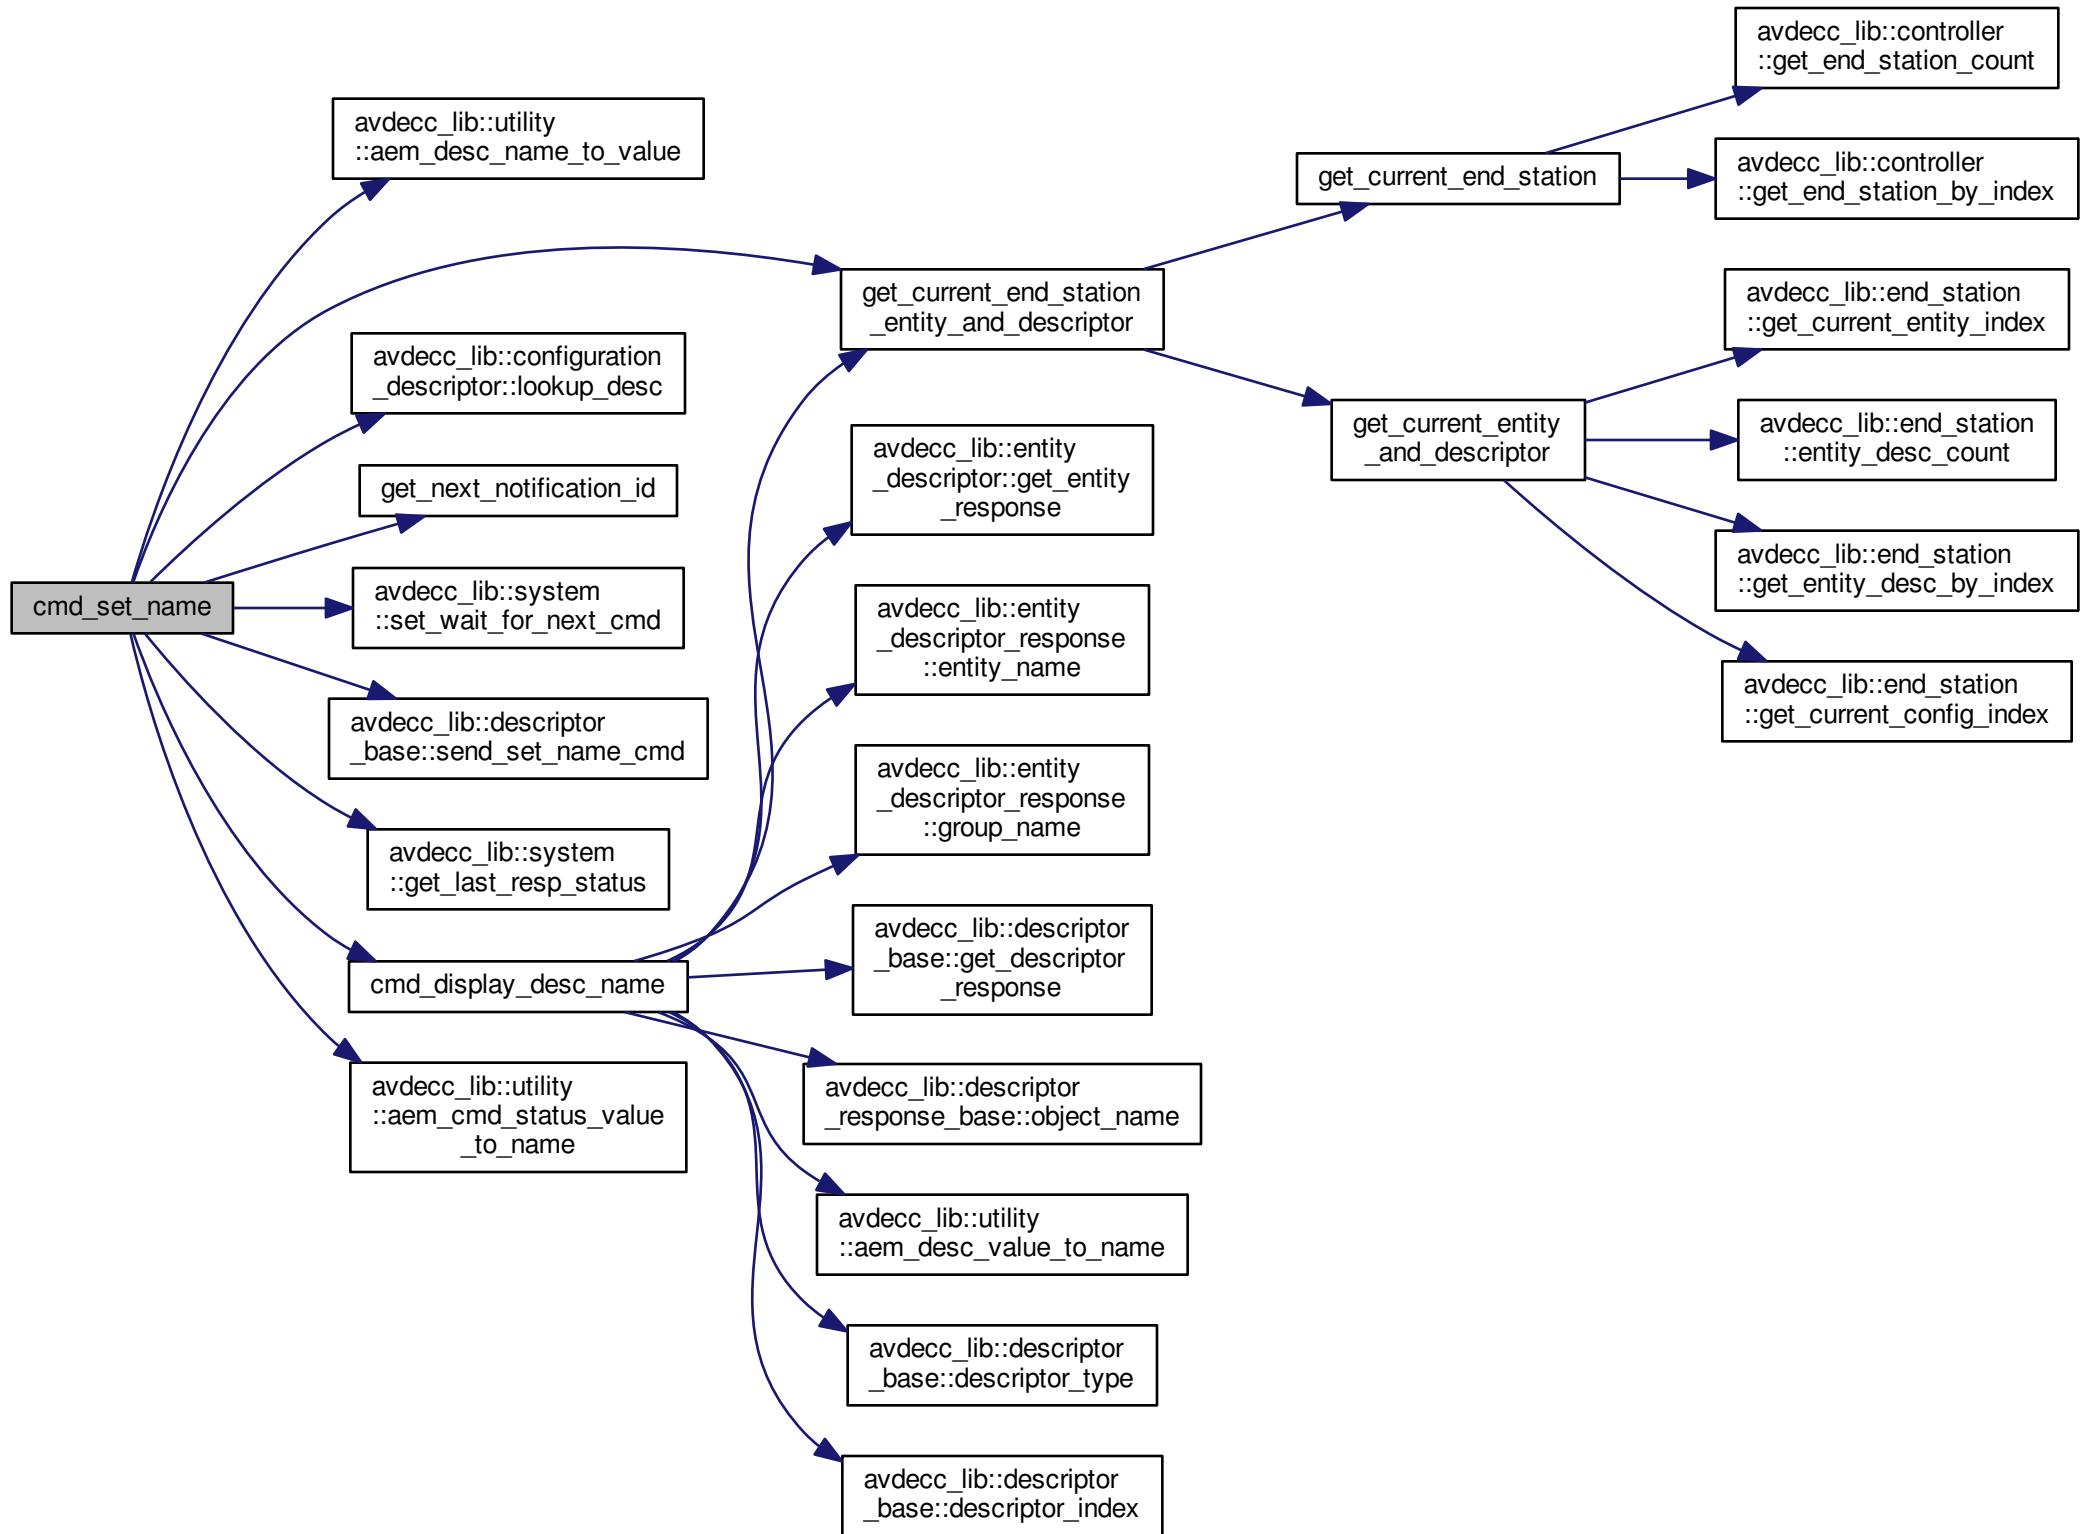 cmd_set_name
avdecc_lib::utility
::aem_desc_name_to_value
avdecc_lib::configuration
_descriptor::lookup_desc
get_next_notification_id
avdecc_lib::system
::set_wait_for_next_cmd
avdecc_lib::descriptor
_base::send_set_name_cmd
avdecc_lib::system
::get_last_resp_status
cmd_display_desc_name
avdecc_lib::utility
::aem_cmd_status_value
_to_name
get_current_end_station
_entity_and_descriptor
avdecc_lib::entity
_descriptor::get_entity
_response
avdecc_lib::entity
_descriptor_response
::entity_name
avdecc_lib::entity
_descriptor_response
::group_name
avdecc_lib::descriptor
_base::get_descriptor
_response
avdecc_lib::descriptor
_response_base::object_name
avdecc_lib::utility
::aem_desc_value_to_name
avdecc_lib::descriptor
_base::descriptor_type
avdecc_lib::descriptor
_base::descriptor_index
get_current_end_station
get_current_entity
_and_descriptor
avdecc_lib::controller
::get_end_station_count
avdecc_lib::controller
::get_end_station_by_index
avdecc_lib::end_station
::get_current_entity_index
avdecc_lib::end_station
::entity_desc_count
avdecc_lib::end_station
::get_entity_desc_by_index
avdecc_lib::end_station
::get_current_config_index